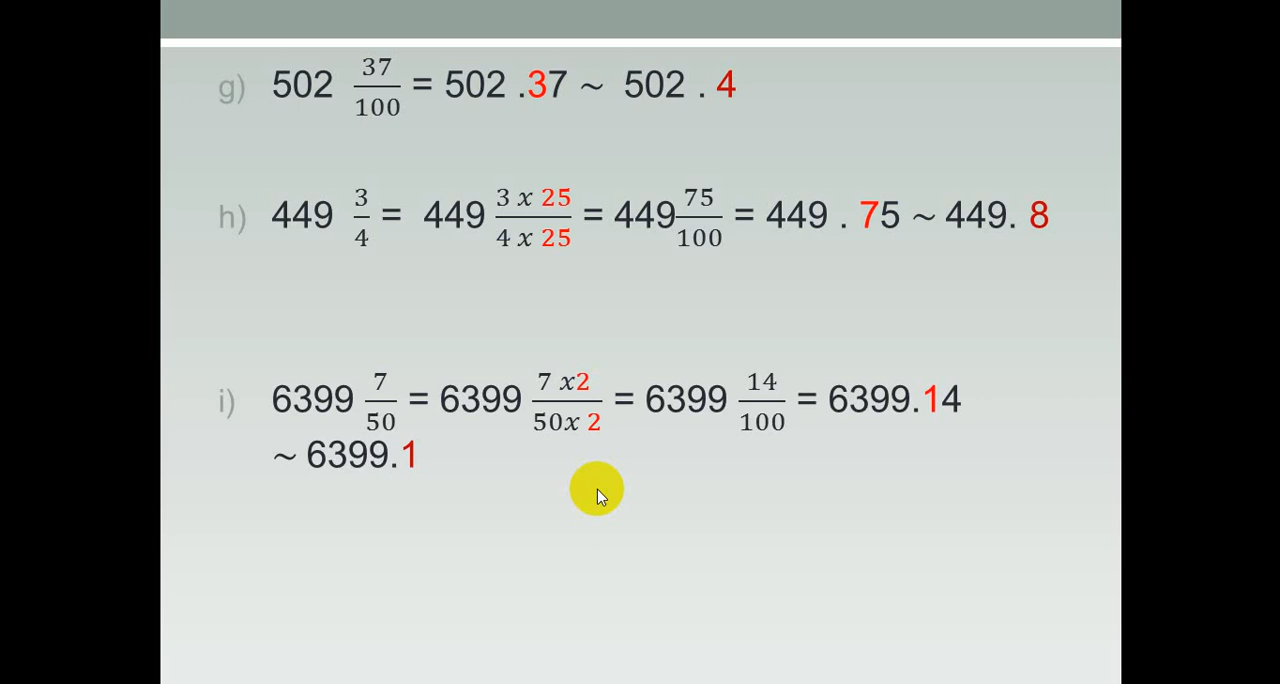 g) 502 37/100 = 502 .37 ~ 502 . 4
h) 449 3/4 = 449 3 x 25/4 x 25 = 449 75/100 = 449 . 75 ~ 449. 8
i) 6399 7/50 = 6399 7 x2/50x 2 = 6399 14/100 = 6399.14
~ 6399.1